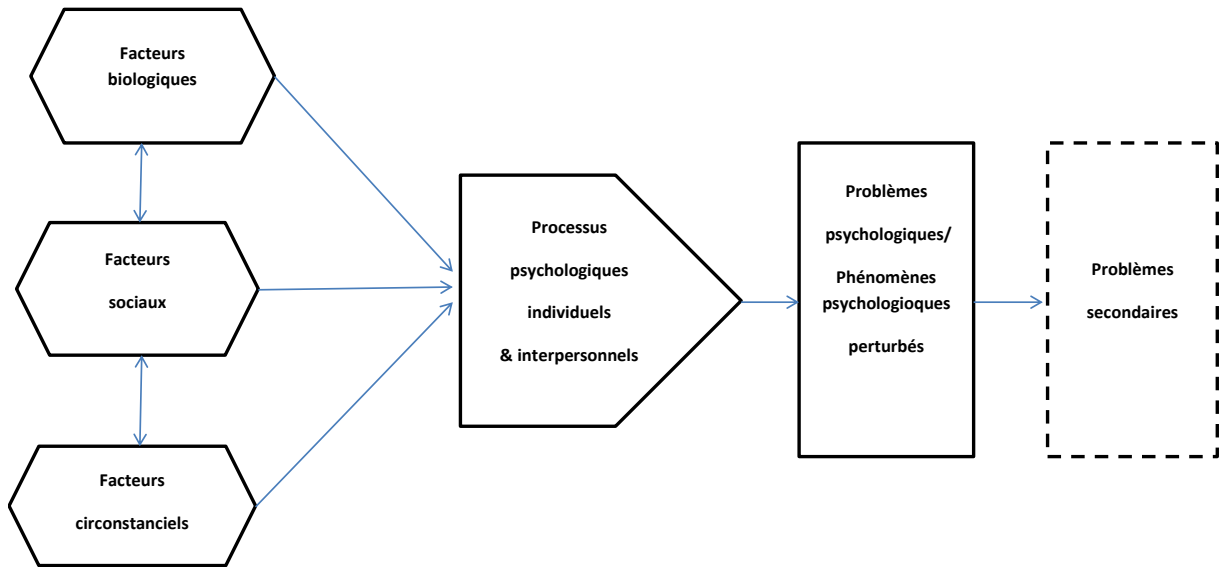 Facteurs
biologiques
Facteurs
sociaux
Facteurs
circonstanciels
Processus
psychologiques
individuels
& interpersonnels
Problèmes
psychologiques/
Phénomènes
psychologioques
perturbés
Problèmes
secondaires